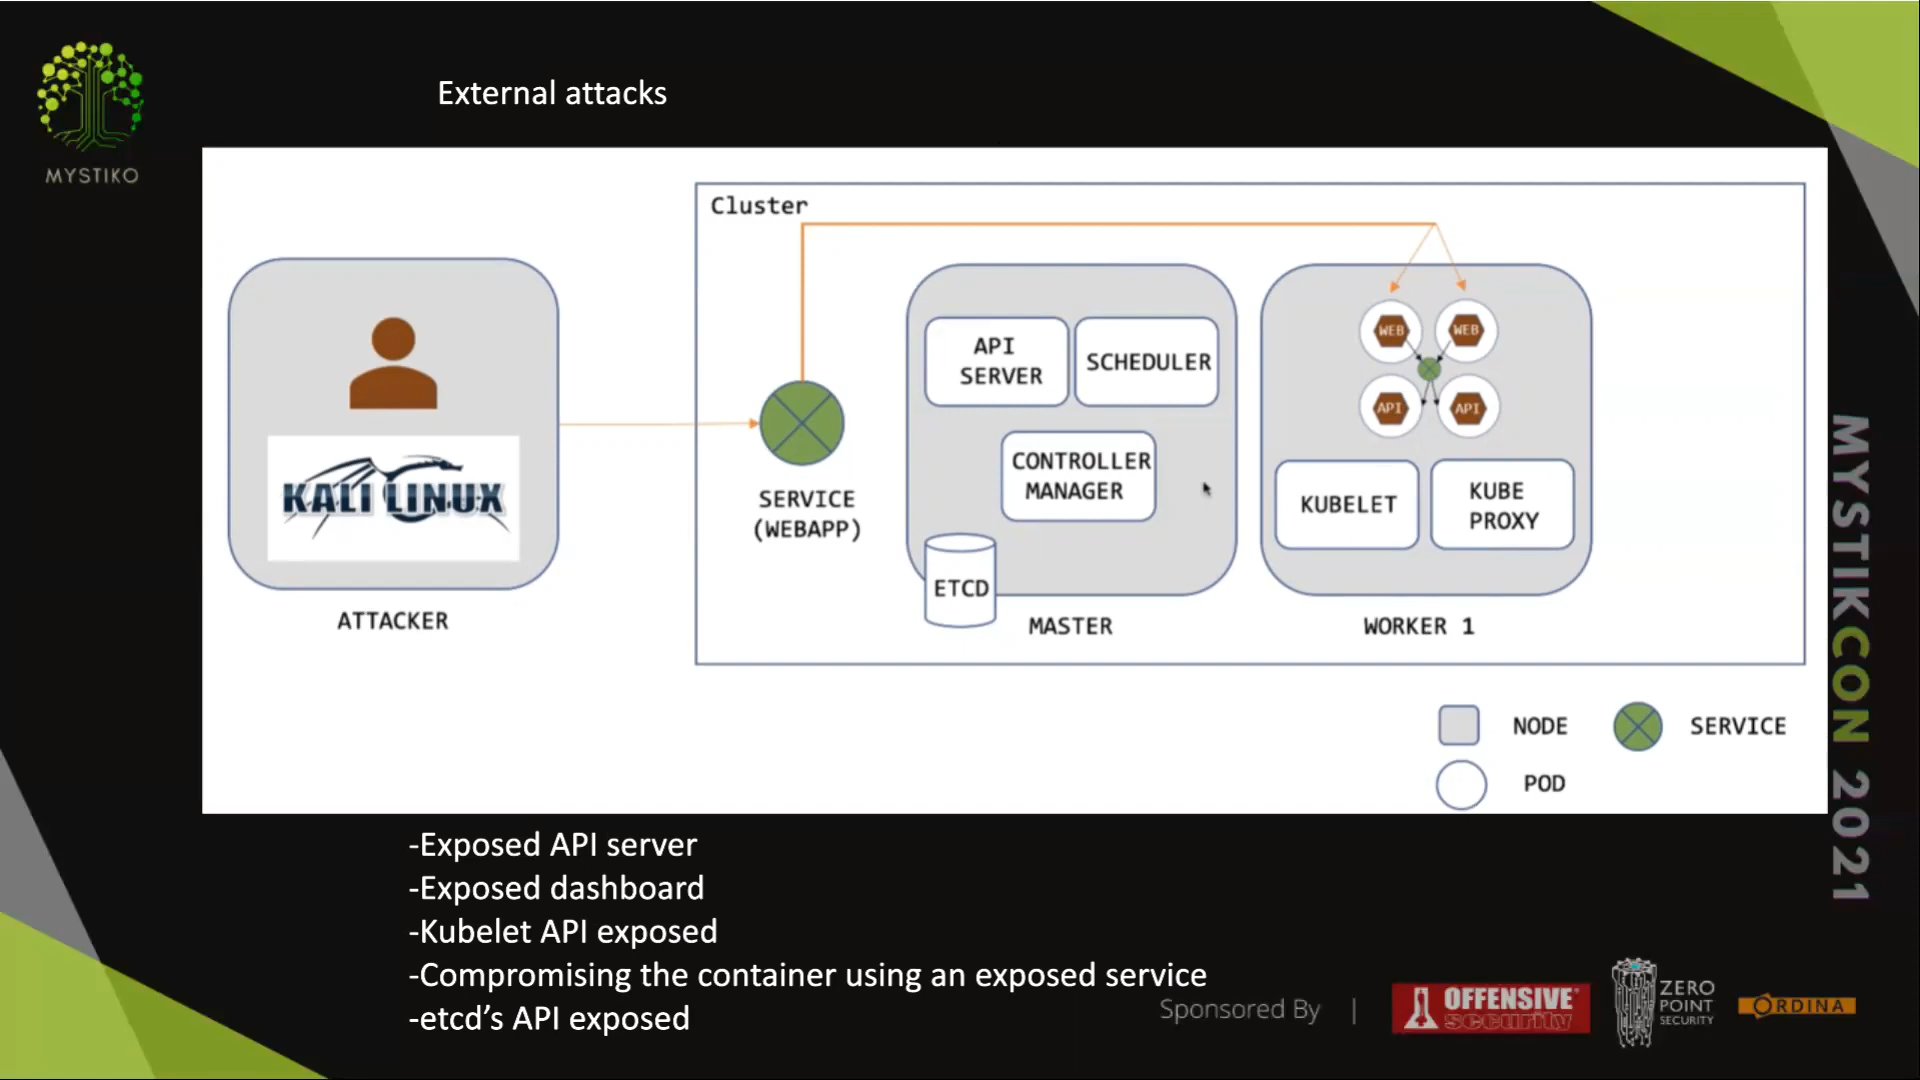 MYSTIKO
External attacks
Cluster
KALI LINUX
ATTACKER
SERVICE
(WEBAPP)
API
SERVER
SCHEDULER
CONTROLLER
MANAGER
ETCD
MASTER
WEB
WEB
API
API
KUBELET
KUBE
PROXY
WORKER 1
NODE
SERVICE
POD
MYSTIKCON 2021
-Exposed API server
-Exposed dashboard
-Kubelet API exposed
-Compromising the container using an exposed service
-etcd’s API exposed
Sponsored By |
OFFENSIVE®
security
ZERO
POINT
SECURITY
ORDINA